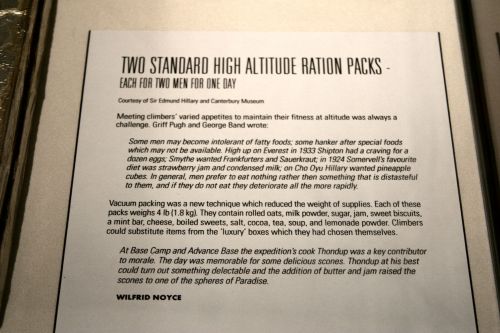 TWO STANDARD HIGH ALTITUDE RATION PACKS -
EACH FOR TWO MEN FOR ONE DAY
Courtesy of Sir Edmund Hillary and Canterbury Museum
Meeting climbers' varied appetites to maintain their fitness at altitude was always a
challenge. Griff Pugh and George Band wrote:
Some men may become intolerant of fatty foods; some hanker after special foods
which may not be available. High up on Everest in 1933 Shipton had a craving for a
dozen eggs; Smythe wanted Frankfurters and Sauerkraut; in 1924 Somervell's favourite
diet was strawberry jam and condensed milk; on Cho Oyu Hillary wanted pineapple
cubes. In general, men prefer to eat nothing rather then something that is distasteful
to them, and if they do not eat they deteriorate all the more rapidly.
Vacuum packing was a new technique which reduced the weight of supplies. Each of these
packs weighs 4 lb (1.8 kg). They contain rolled oats, milk powder, sugar, jam, sweet biscuits,
a mint bar, cheese, boiled sweets, salt, cocoa, tea, soup, and lemonade powder. Climbers
could substitute items from the 'luxury' boxes which they had chosen themselves.
At Base Camp and Advance Base the expedition's cook Thondup was a key contributor
to morale. The day was memorable for some delicious scones. Thondup at his best
could turn out something delectable and the addition of butter and jam raised the
scones to one of the spheres of Paradise.
WILFRID NOYCE